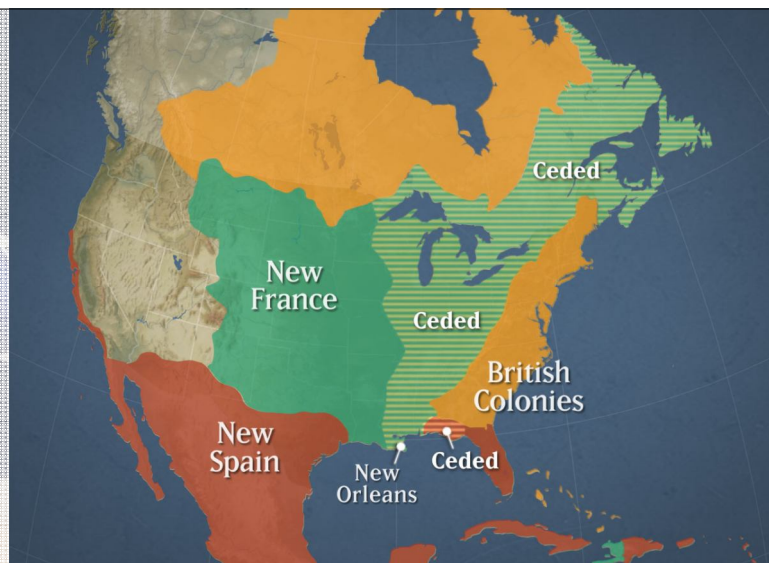 Ceded
New
France
Ceded
British
Colonies
New
Spain
Ceded
New
Orleans